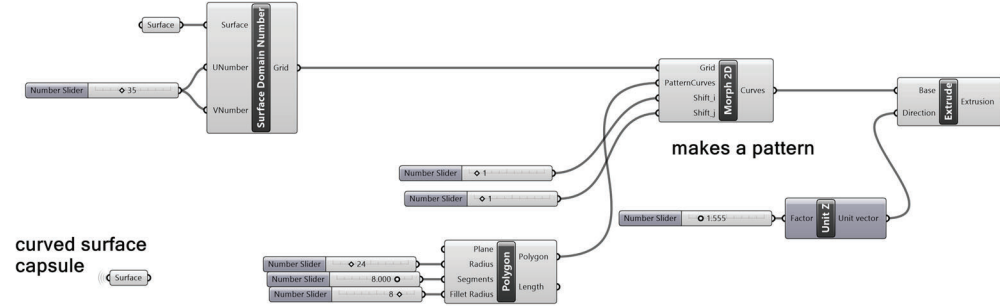 Surface
Surface
UNumber
VNumber
Surface Domain Number
Grid
Number Slider
35
Grid
PatternCurves
Shift_i
Shift_j
Morph 2D
Curves
Base
Direction
Extrude
Extrusion
makes a pattern
Number Slider
1
Number Slider
1
Number Slider
1.555
Factor
Unit Z
Unit vector
curved surface
capsule
Surface
Number Slider
24
Number Slider
8.000
Number Slider
8
Plane
Radius
Segments
Fillet Radius
Polygon
Polygon
Length